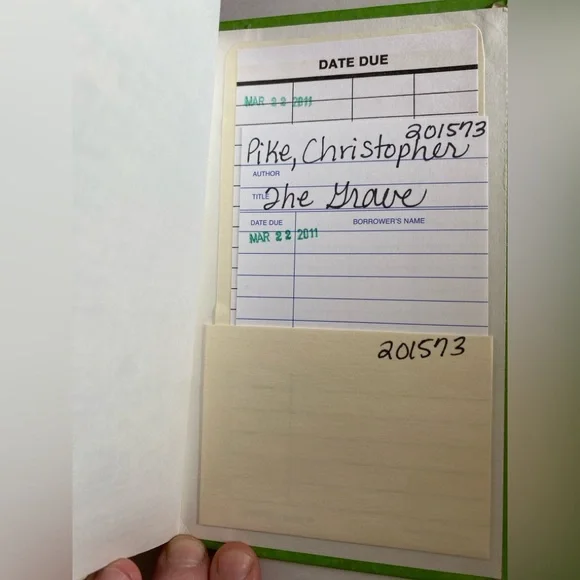 DATE DUE
MAR 22 2011
201573
Pike, Christopher
AUTHOR
TITLE The Grave
DATE DUE BORROWER'S NAME
MAR 22 2011
201573